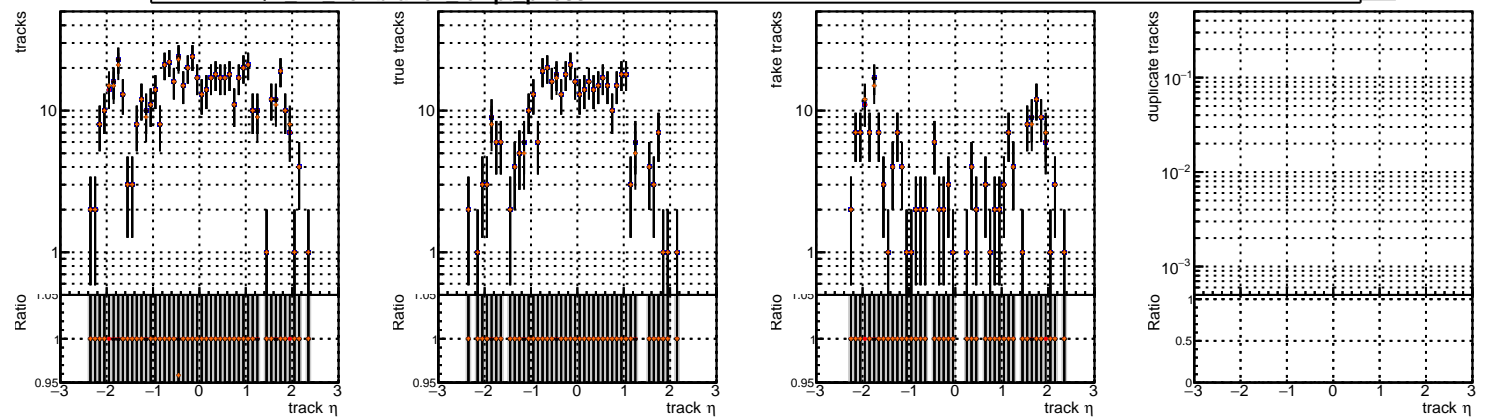 tracks
10
1
Ratio
1.05
1
0.95
−3 −2 −1 0 1 2 3
track η
true tracks
10
1
Ratio
1.05
1
0.95
−3 −2 −1 0 1 2 3
track η
fake tracks
10
1
Ratio
1.05
1
0.95
−3 −2 −1 0 1 2 3
track η
duplicate tracks
10−1
10−2
10−3
Ratio
1
0.5
0
−3 −2 −1 0 1 2 3
track η